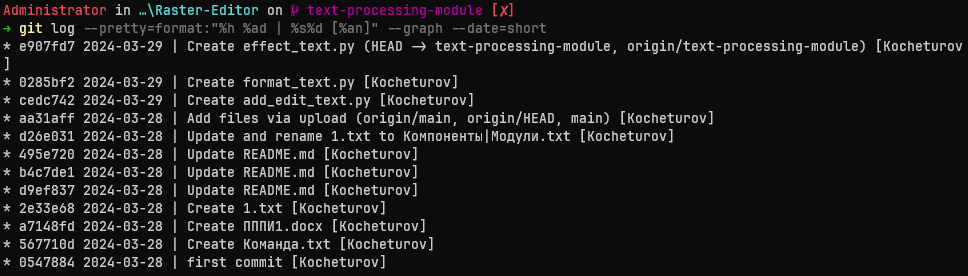 Administrator in …\Raster-Editor on text-processing-module [✗]
➜ git log --pretty=format:"%h %ad | %s%d [%an]" --graph --date=short
* e907fd7 2024-03-29 | Create effect_text.py (HEAD -> text-processing-module, origin/text-processing-module) [Kocheturov
]
* 0285bf2 2024-03-29 | Create format_text.py [Kocheturov]
* cedc742 2024-03-29 | Create add_edit_text.py [Kocheturov]
* aa31aff 2024-03-28 | Add files via upload (origin/main, origin/HEAD, main) [Kocheturov]
* d26e031 2024-03-28 | Update and rename 1.txt to Компоненты|Модули.txt [Kocheturov]
* 495e720 2024-03-28 | Update README.md [Kocheturov]
* b4c7de1 2024-03-28 | Update README.md [Kocheturov]
* d9ef837 2024-03-28 | Update README.md [Kocheturov]
* 2e33e68 2024-03-28 | Create 1.txt [Kocheturov]
* a7148fd 2024-03-28 | Create ПППИ1.docx [Kocheturov]
* 567710d 2024-03-28 | Create Команда.txt [Kocheturov]
* 0547884 2024-03-28 | first commit [Kocheturov]